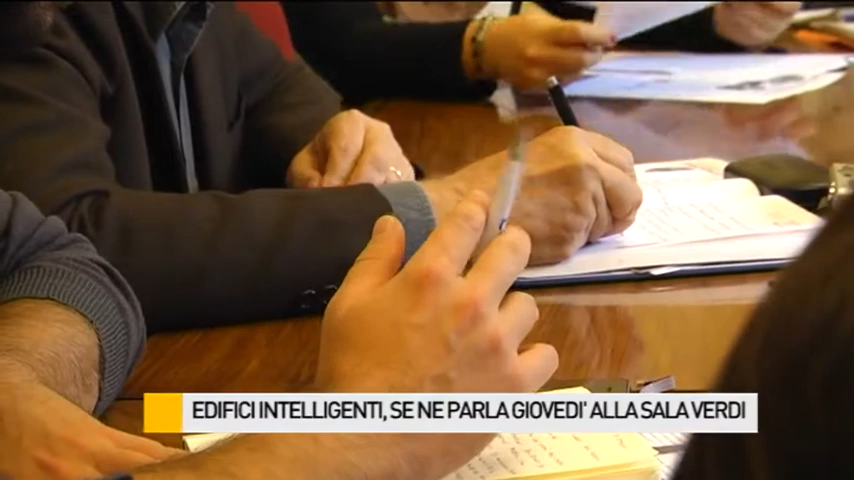 EDIFICI INTELLIGENTI, SE NE PARLA GIOVEDI' ALLA SALA VERDI